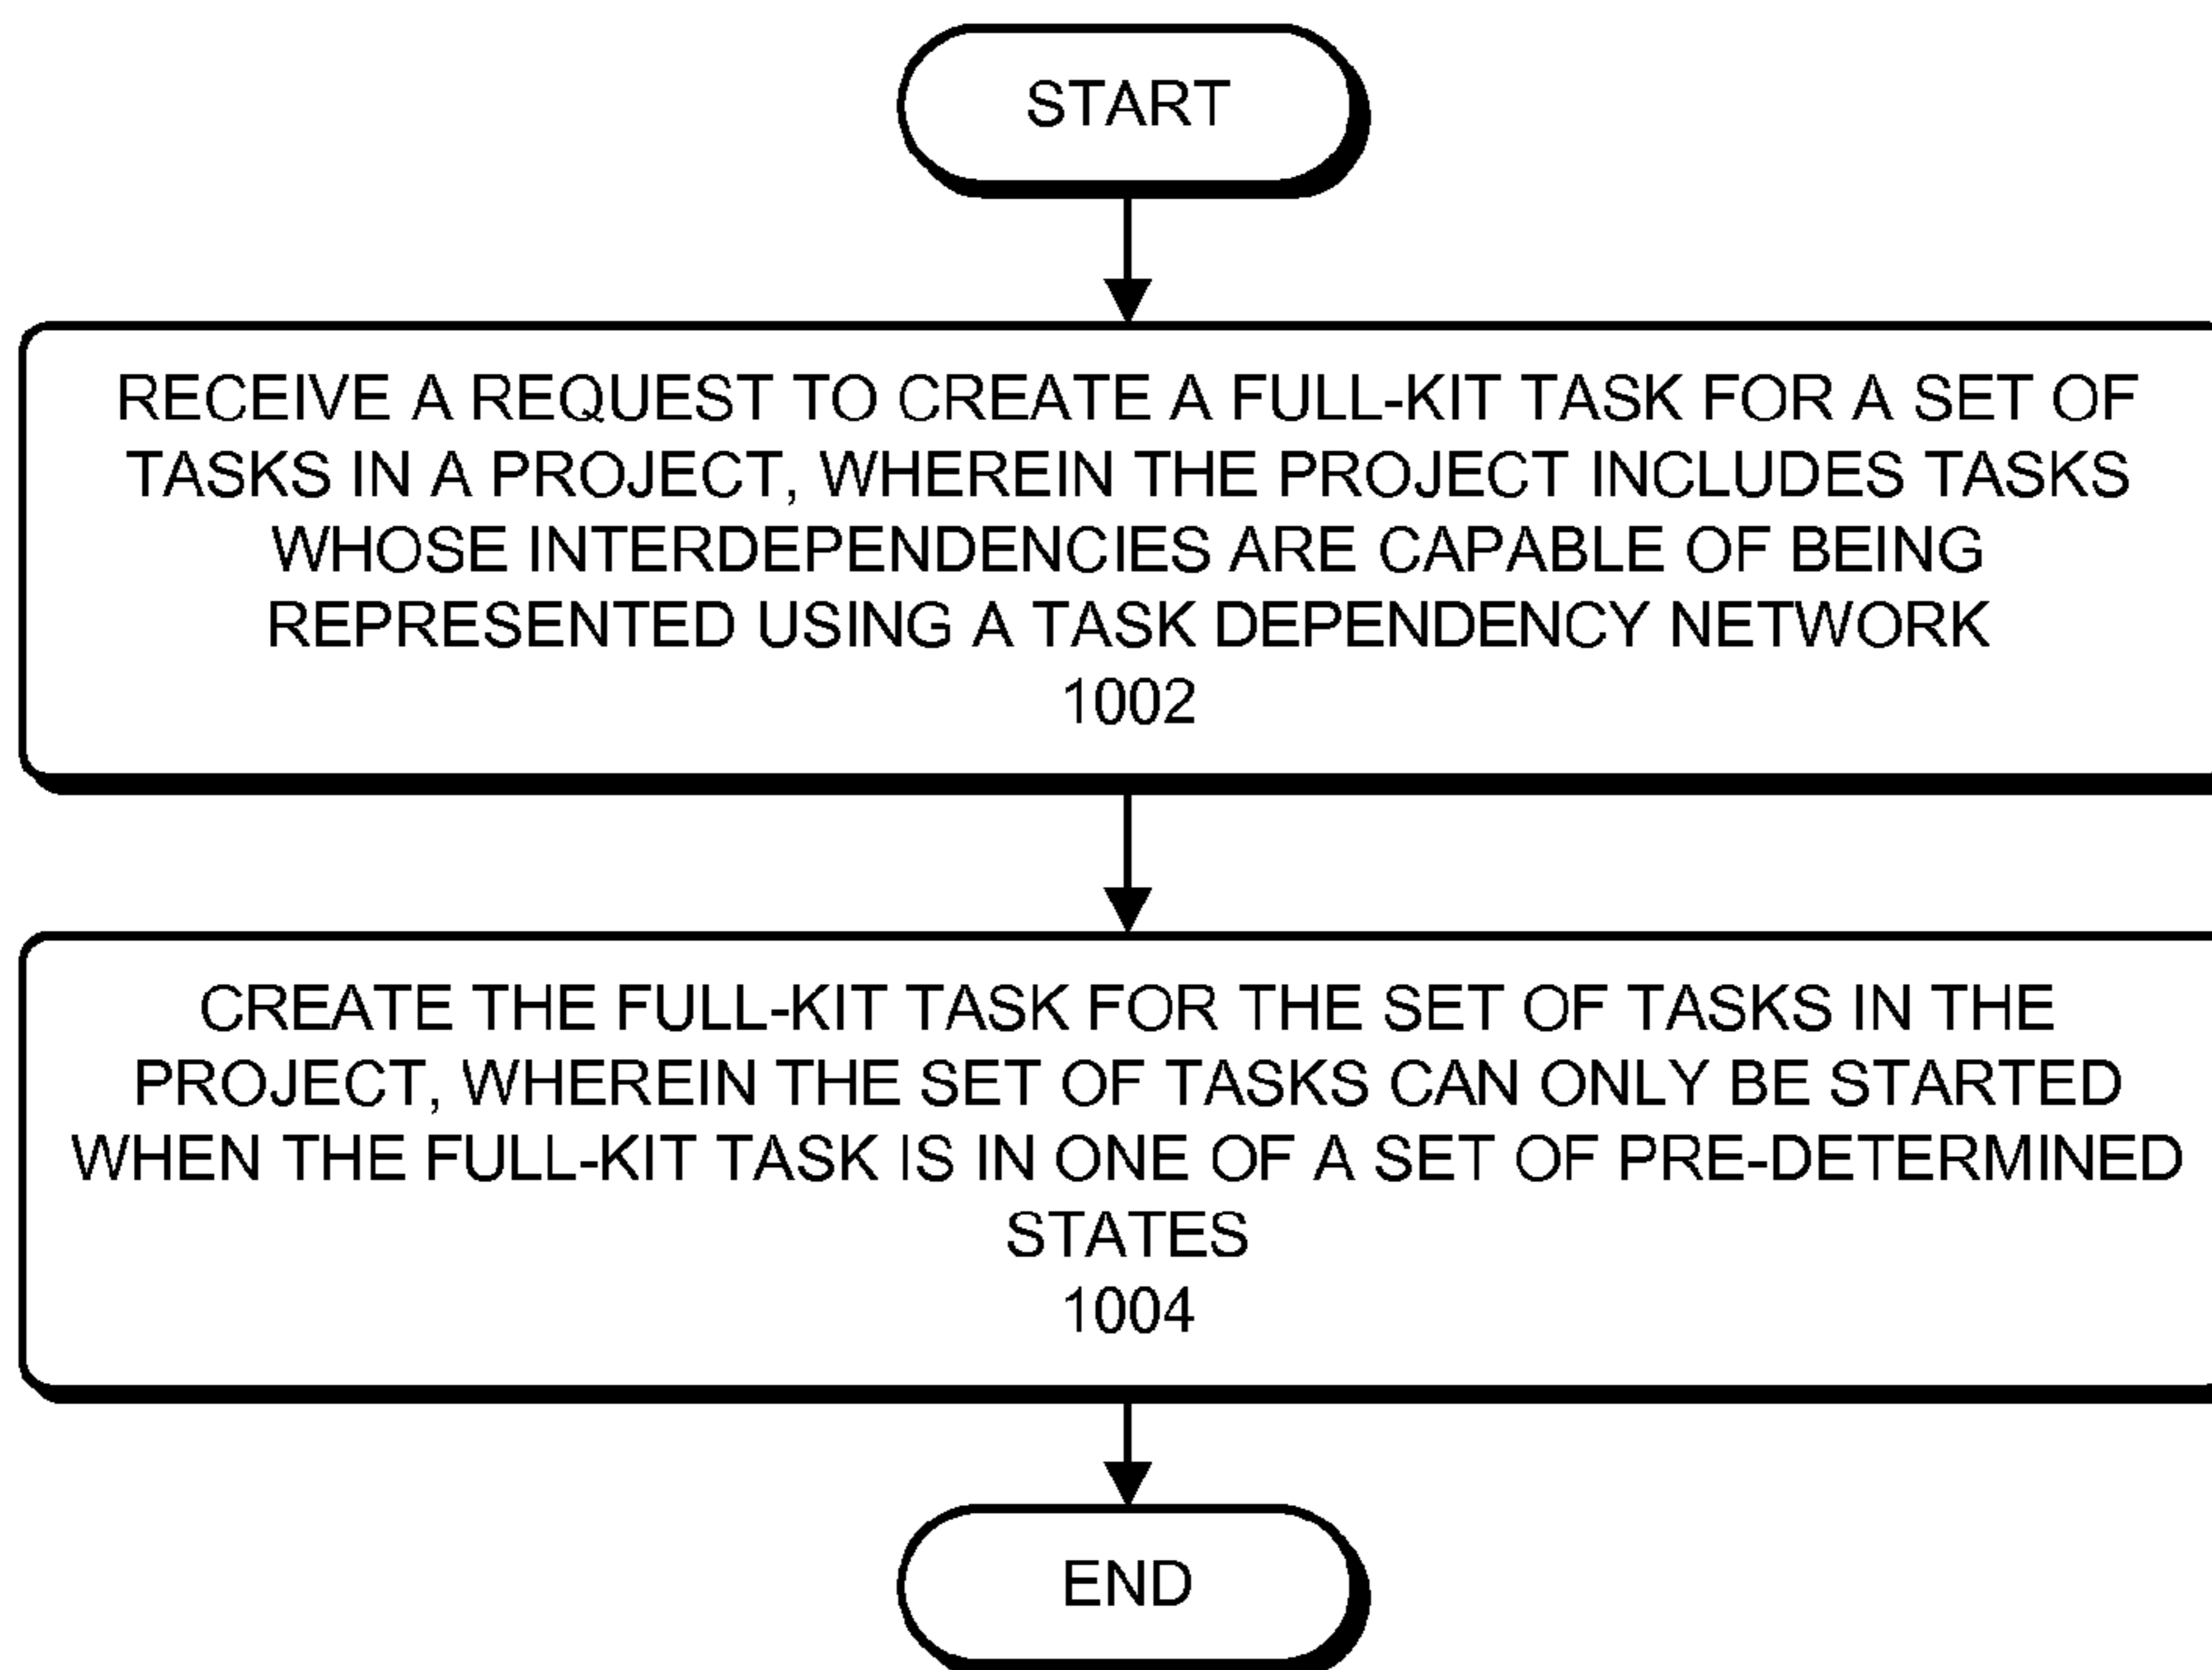 START
RECEIVE A REQUEST TO CREATE A FULL-KIT TASK FOR A SET OF
TASKS IN A PROJECT, WHEREIN THE PROJECT INCLUDES TASKS
WHOSE INTERDEPENDENCIES ARE CAPABLE OF BEING
REPRESENTED USING A TASK DEPENDENCY NETWORK
1002
CREATE THE FULL-KIT TASK FOR THE SET OF TASKS IN THE
PROJECT, WHEREIN THE SET OF TASKS CAN ONLY BE STARTED
WHEN THE FULL-KIT TASK IS IN ONE OF A SET OF PRE-DETERMINED
STATES
1004
END